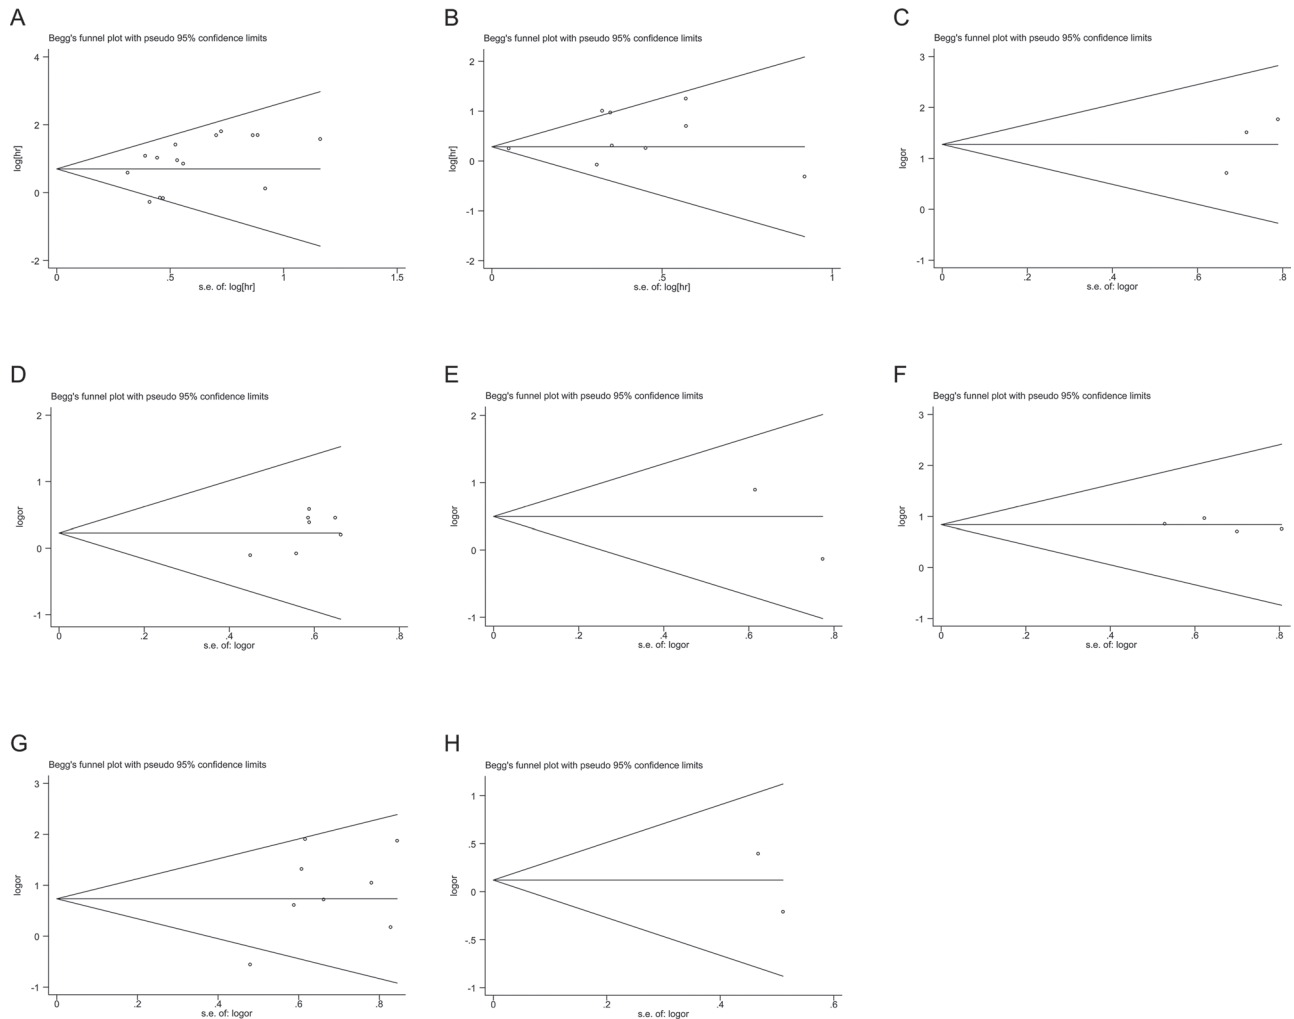 A
Begg's funnel plot with pseudo 95% confidence limits
4
2
0
-2
log[hr]
0 .5 1 1.5
s.e. of: log[hr]
B
Begg's funnel plot with pseudo 95% confidence limits
2
1
0
-1
-2
log[hr]
0 .5 1
s.e. of: log[hr]
C
Begg's funnel plot with pseudo 95% confidence limits
3
2
1
0
-1
logor
0 .2 .4 .6 .8
s.e. of: logor
D
Begg's funnel plot with pseudo 95% confidence limits
2
1
0
-1
logor
0 .2 .4 .6 .8
s.e. of: logor
E
Begg's funnel plot with pseudo 95% confidence limits
2
1
0
-1
logor
0 .2 .4 .6 .8
s.e. of: logor
F
Begg's funnel plot with pseudo 95% confidence limits
3
2
1
0
-1
logor
0 .2 .4 .6 .8
s.e. of: logor
G
Begg's funnel plot with pseudo 95% confidence limits
3
2
1
0
-1
logor
0 .2 .4 .6 .8
s.e. of: logor
H
Begg's funnel plot with pseudo 95% confidence limits
1
.5
0
-.5
-1
logor
0 .2 .4 .6
s.e. of: logor